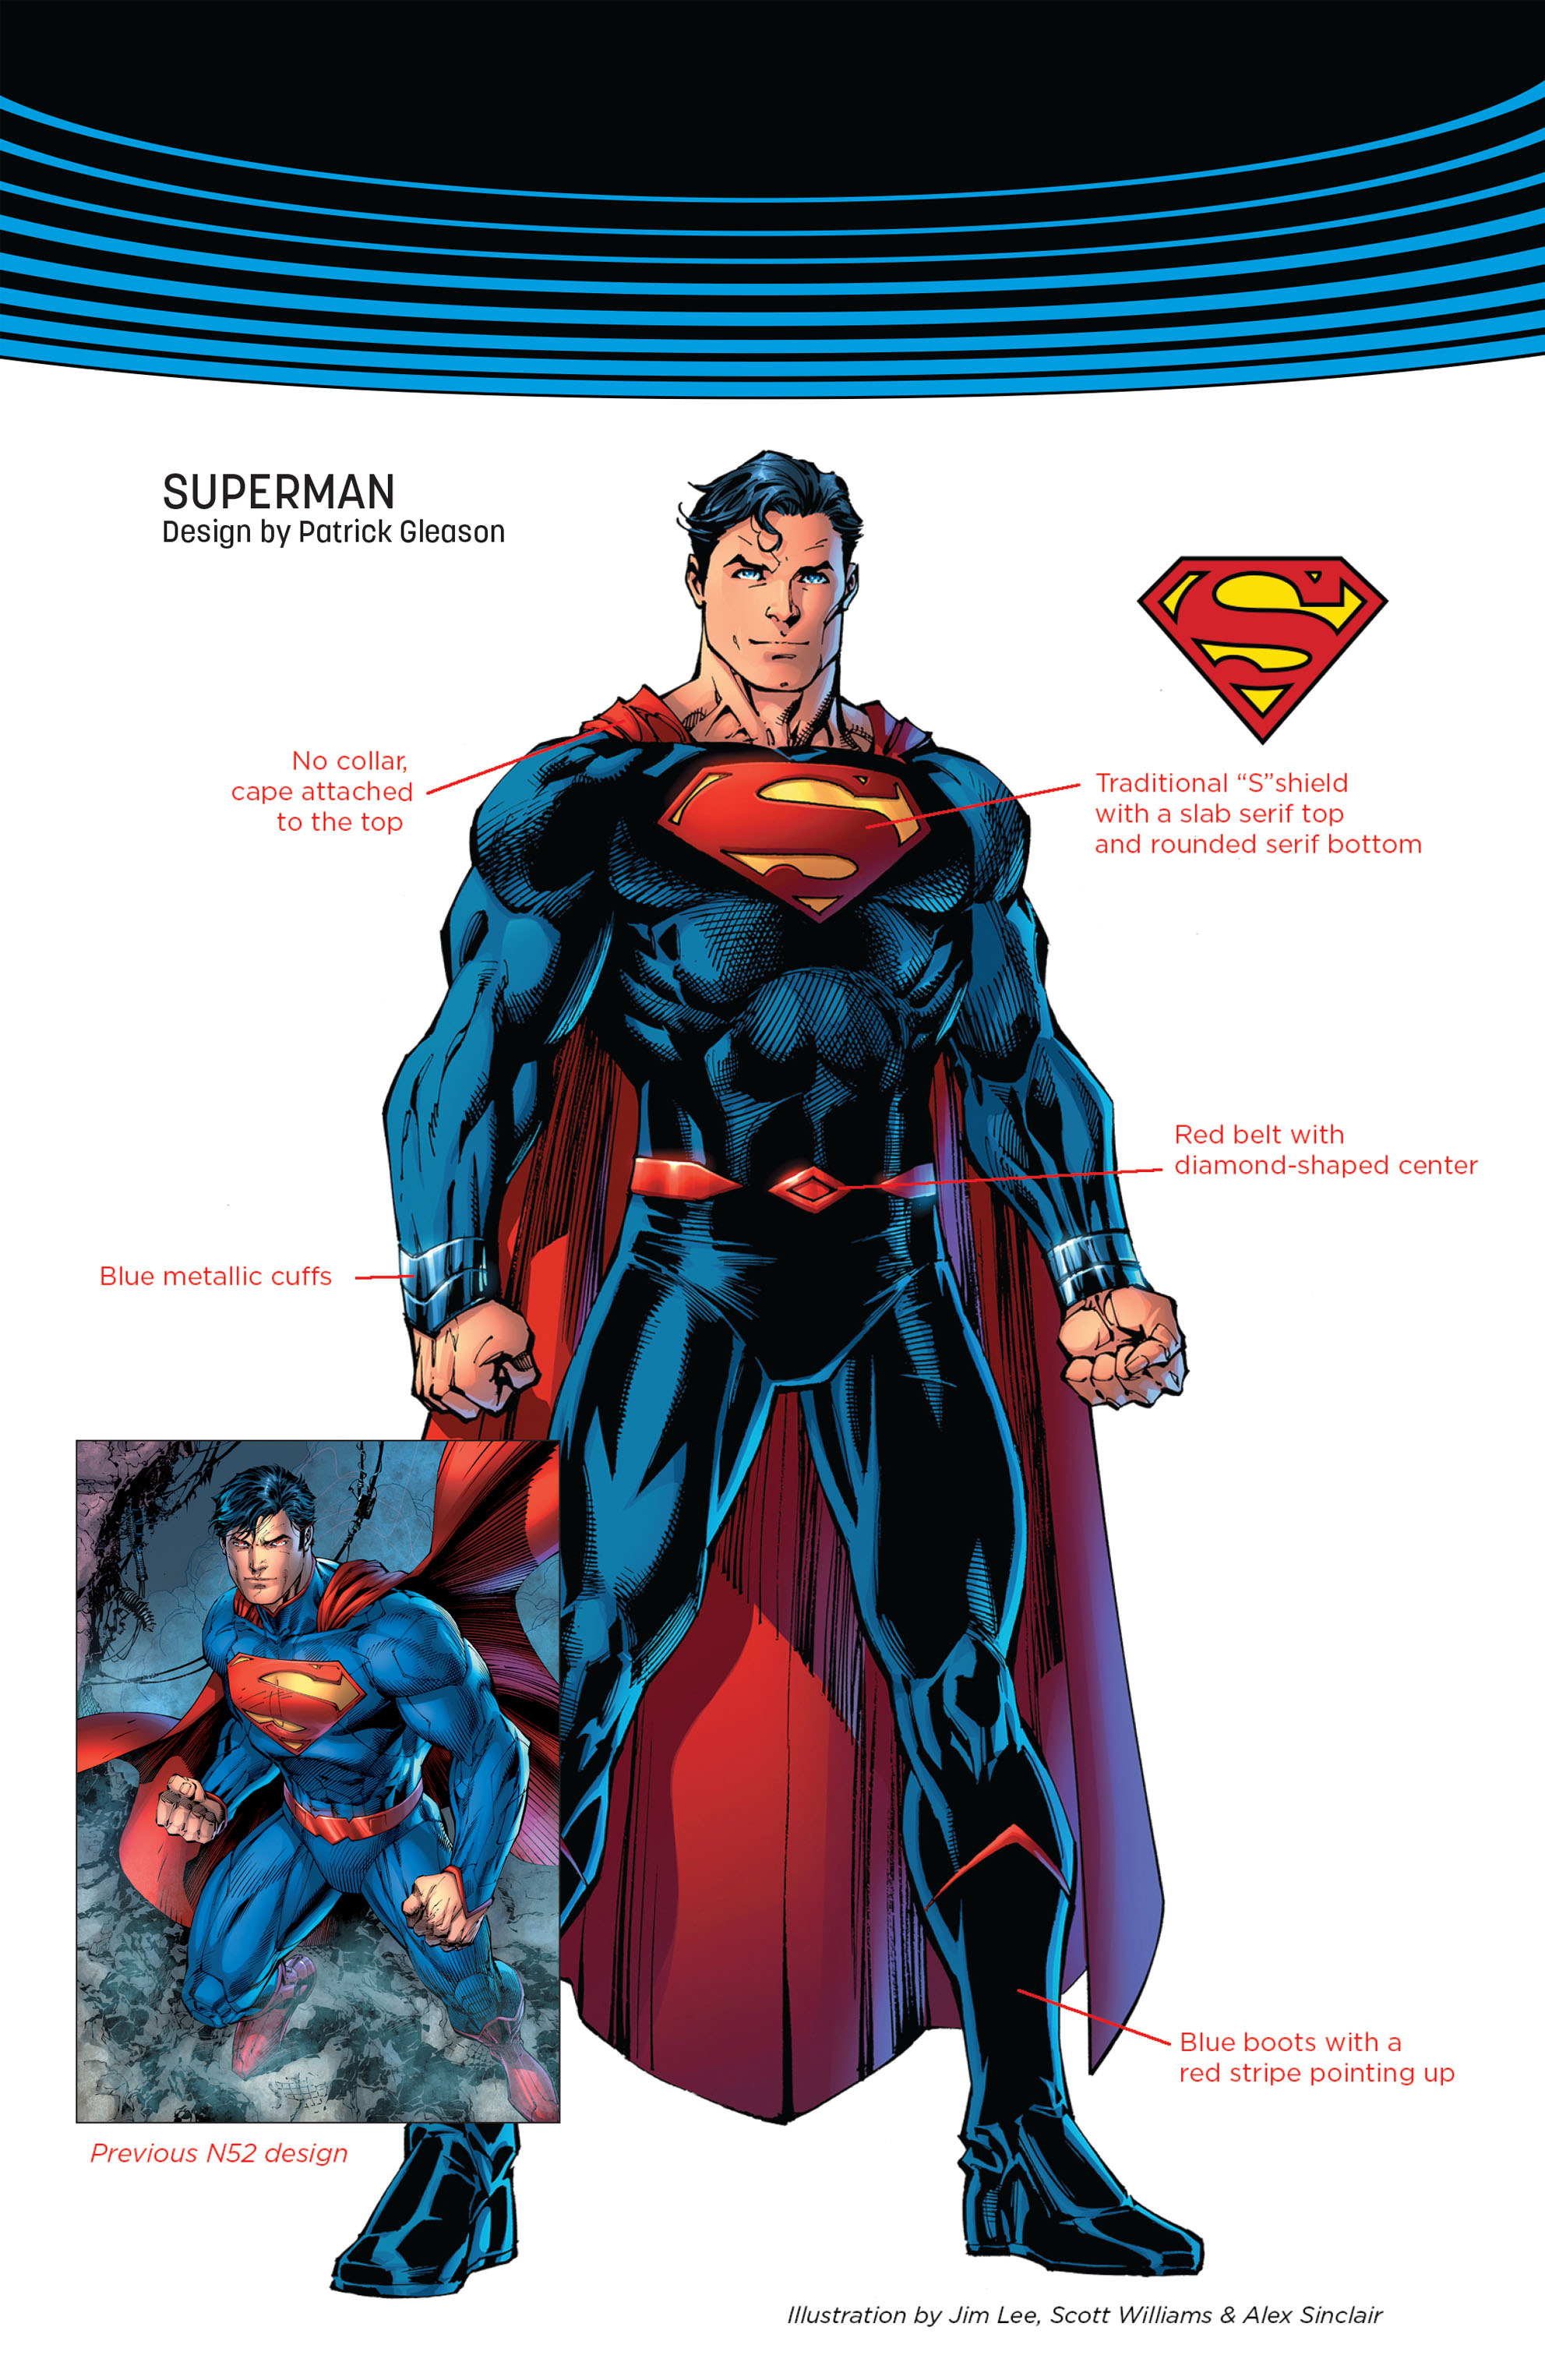 SUPERMAN
Design by Patrick Gleason
No collar,
cape attached
to the top
Traditional “S”shield
with a slab serif top
and rounded serif bottom
Red belt with
diamond-shaped center
Blue metallic cuffs
Blue boots with a
red stripe pointing up
Previous N52 design
Illustration by Jim Lee, Scott Williams & Alex Sinclair